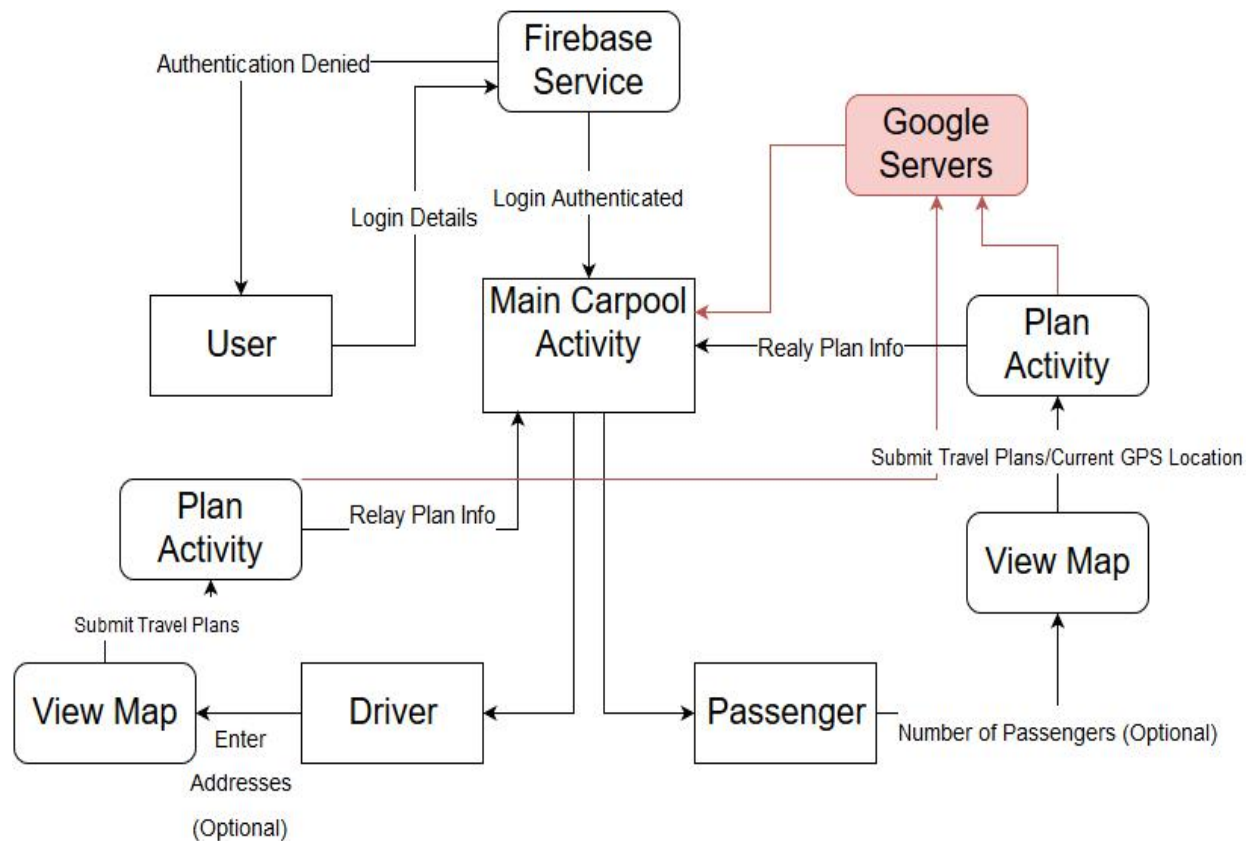 Firebase
Service
Authentication Denied
Google
Servers
Login Details
Login Authenticated
Main Carpool
Activity
User
Plan
Activity
Realy Plan Info
Submit Travel Plans/Current GPS Location
Plan
Activity
Relay Plan Info
View Map
Submit Travel Plans
View Map
Driver
Passenger
Enter
Addresses
(Optional)
Number of Passengers (Optional)